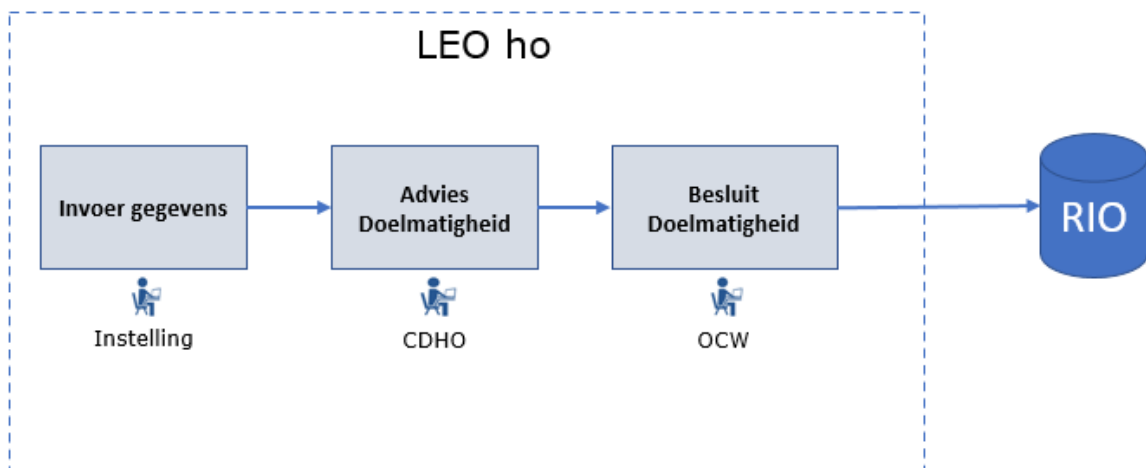 LEO ho
Invoer gegevens
Advies
Doelmatigheid
Besluit
Doelmatigheid
RIO
Instelling
CDHO
OCW